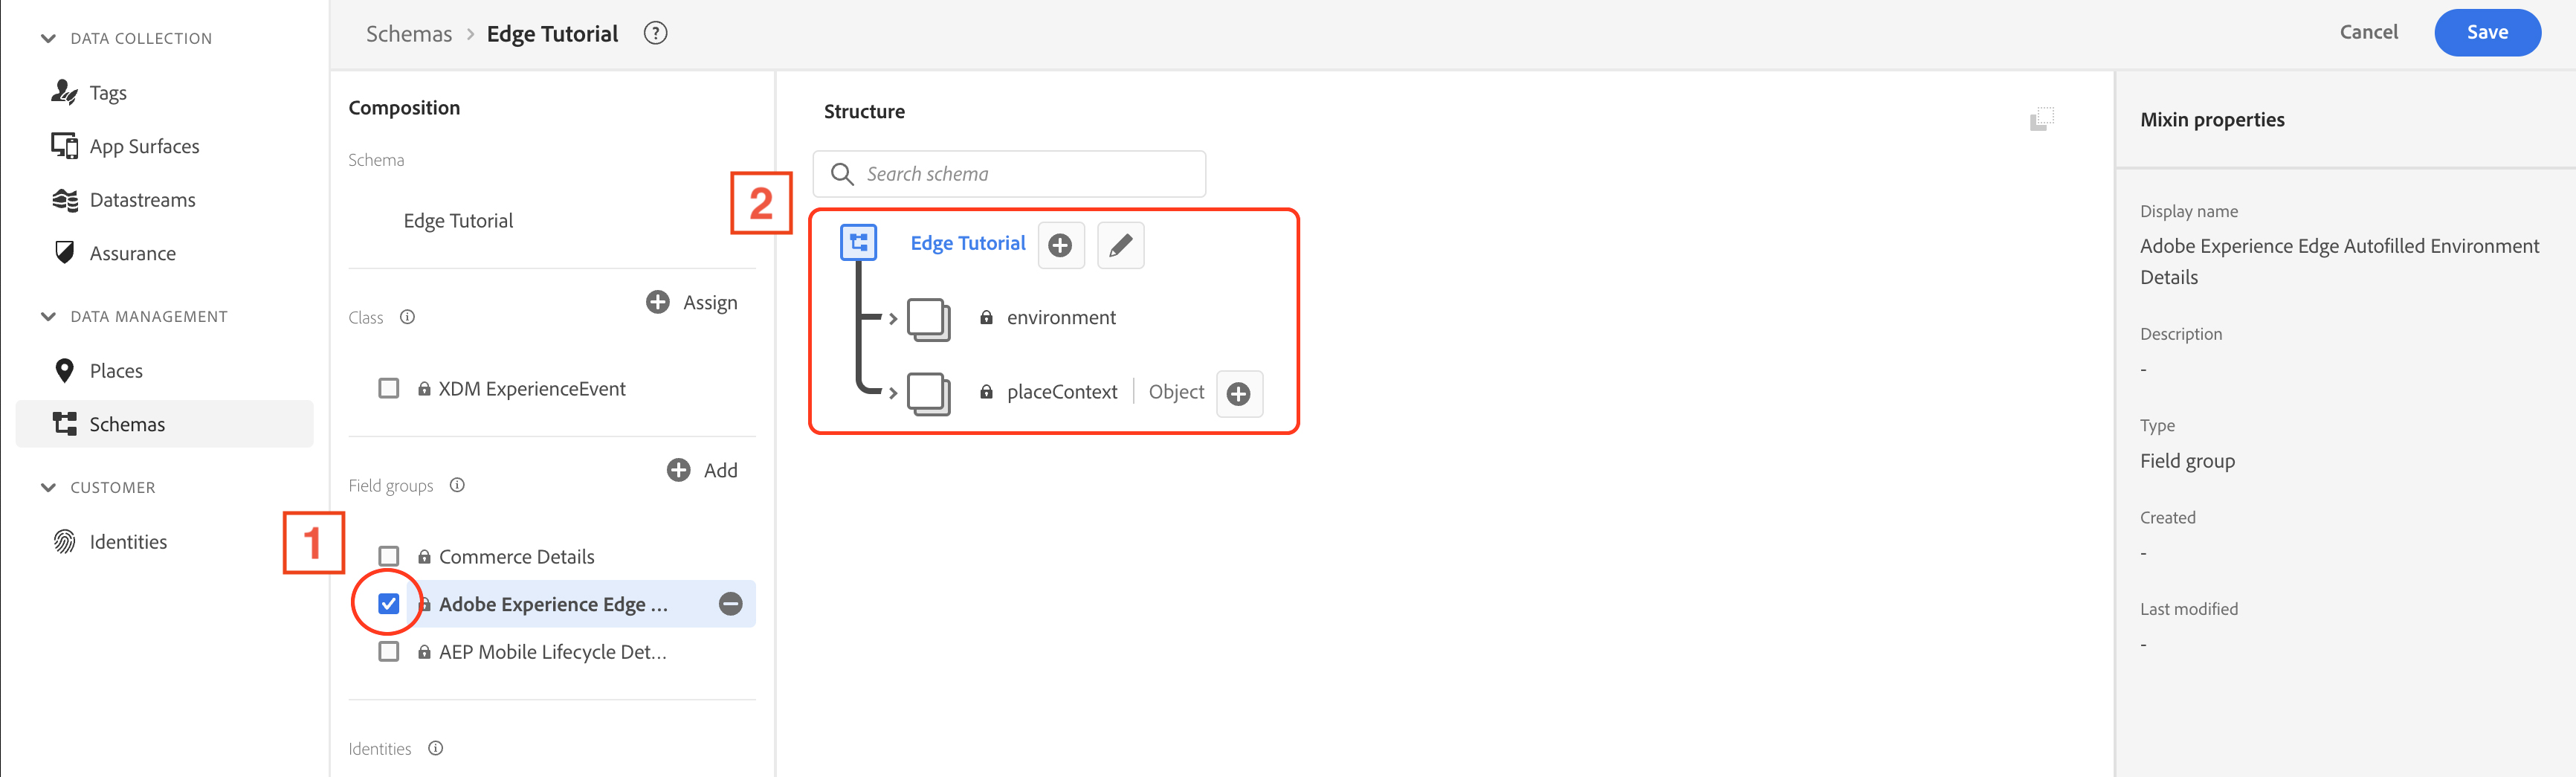 DATA COLLECTION
Tags
App Surfaces
Datastreams
Assurance
DATA MANAGEMENT
Places
Schemas
CUSTOMER
Identities
Schemas > Edge Tutorial ?
Cancel
Save
Composition
Schema
Edge Tutorial
Class
Assign
XDM ExperienceEvent
Field groups
Add
1
Commerce Details
Adobe Experience Edge ...
AEP Mobile Lifecycle Det...
Identities
Structure
Search schema
2
Edge Tutorial
environment
placeContext | Object
Mixin properties
Display name
Adobe Experience Edge Autofilled Environment
Details
Description
-
Type
Field group
Created
-
Last modified
-